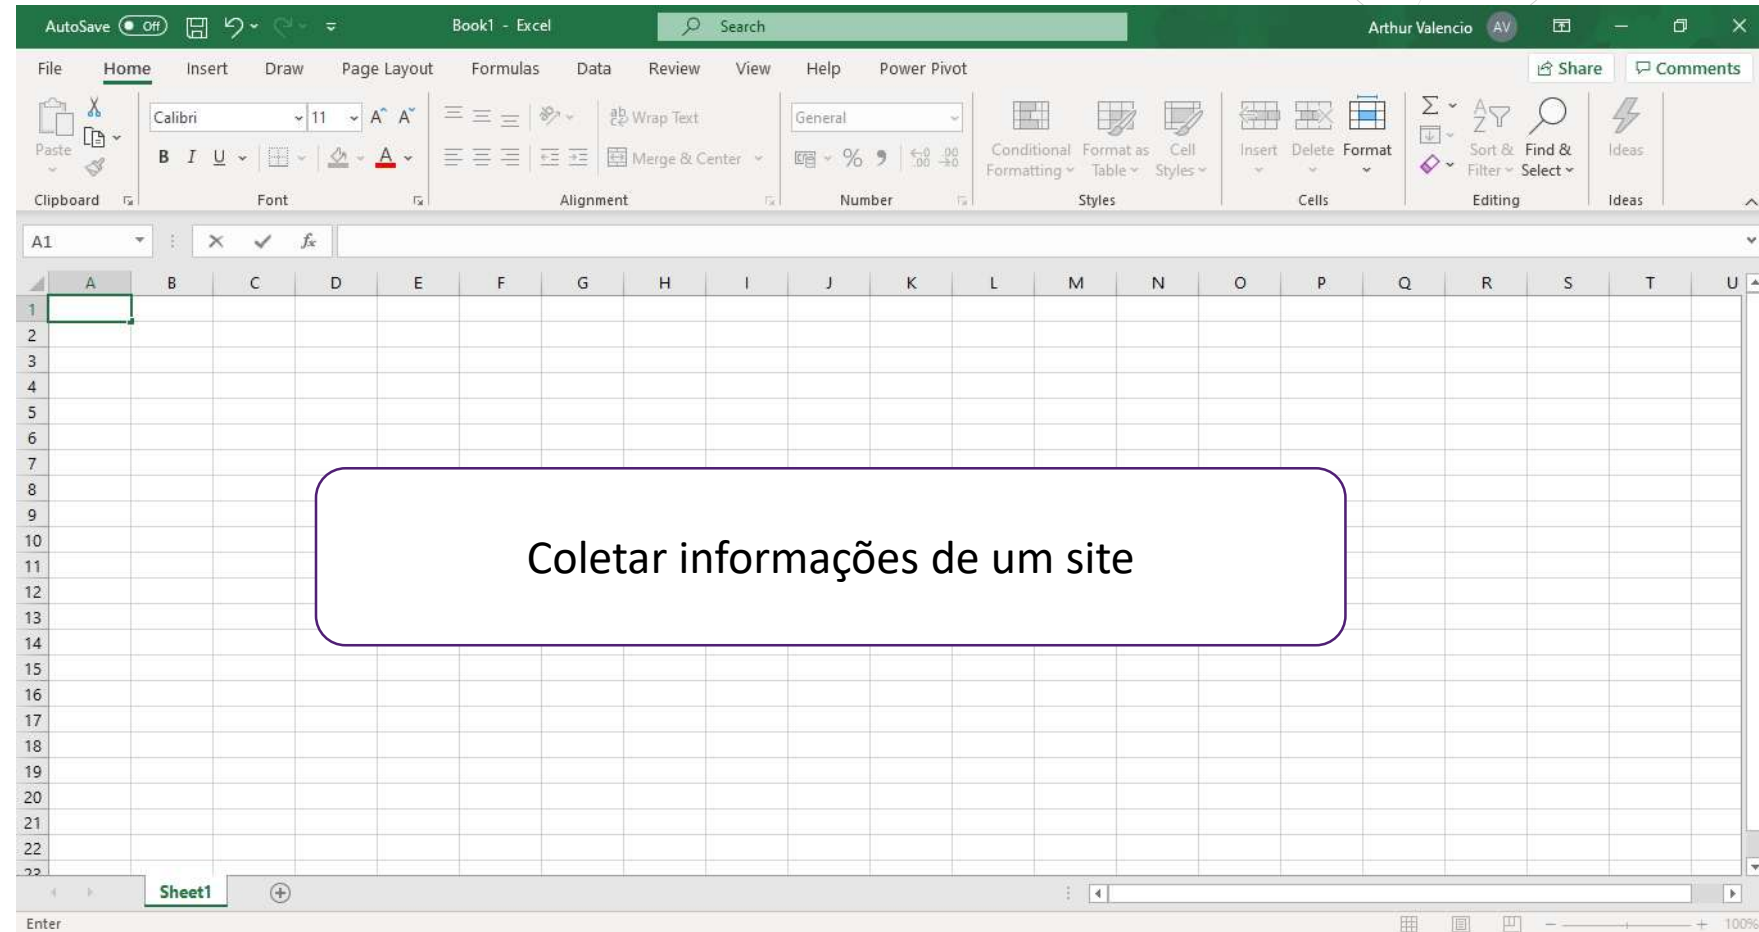 AutoSave Off Book1 - Excel Search Arthur Valencio AV
File Home Insert Draw Page Layout Formulas Data Review View Help Power Pivot Share Comments
Calibri 11 A^ A˅ Wrap Text General
Paste Conditional Format as Cell Insert Delete Format Sort & Find & Ideas
B I U A Merge & Center % Formatting Table Styles Filter Select
Clipboard Font Alignment Number Styles Cells Editing Ideas
A1 fx
A B C D E F G H I J K L M N O P Q R S T U
1
2
3
4
5
6
7
8
9
10
Coletar informações de um site
11
12
13
14
15
16
17
18
19
20
21
22
23
Sheet1
Enter 100%